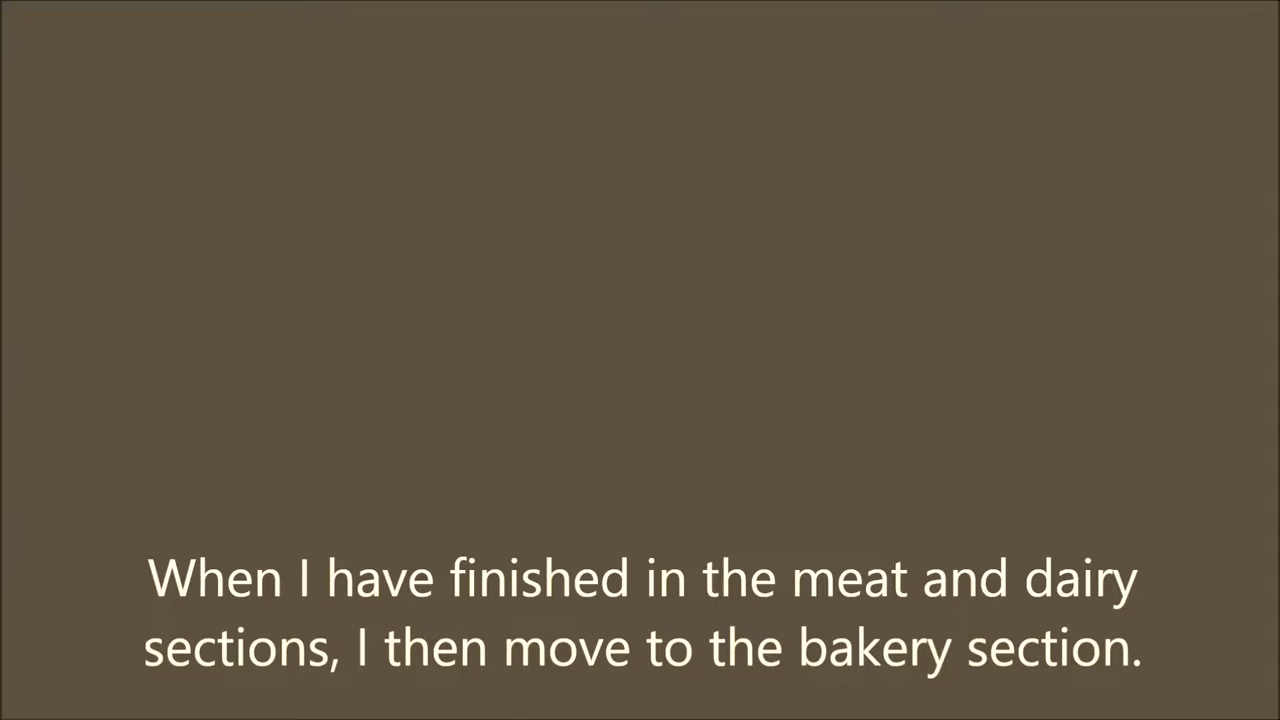 When I have finished in the meat and dairy
sections, I then move to the bakery section.